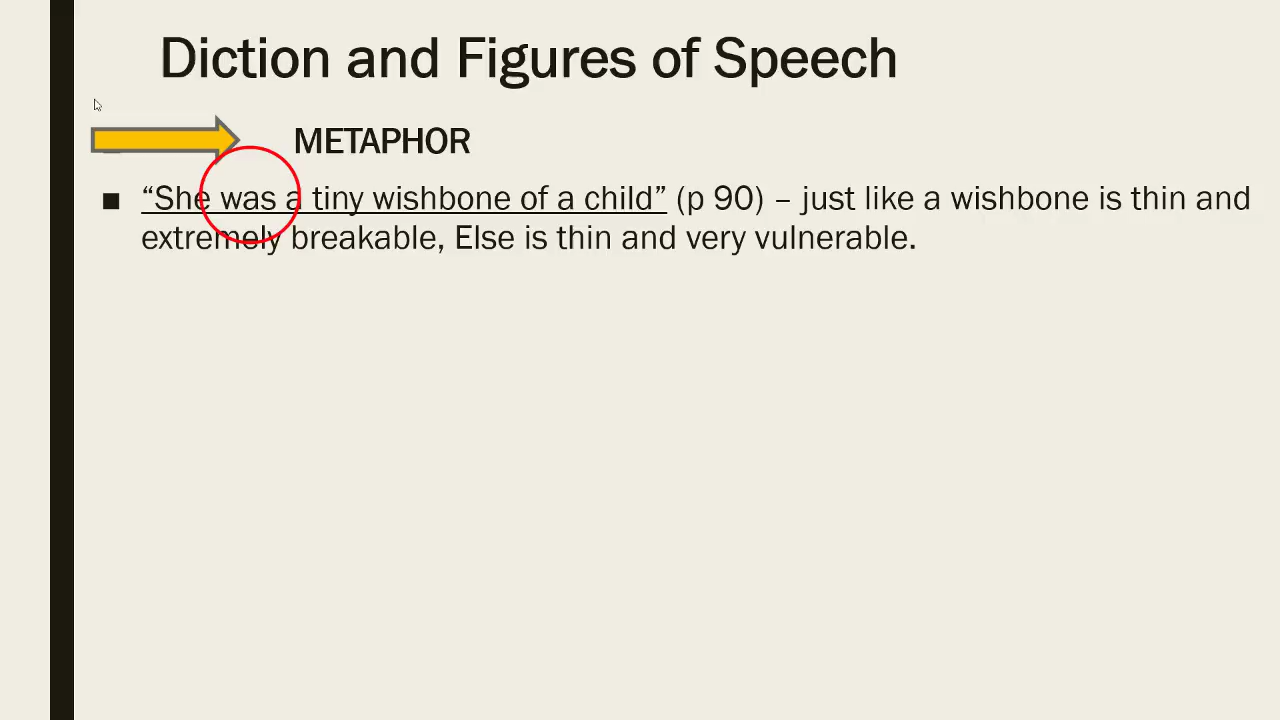 Diction and Figures of Speech
METAPHOR
“She was a tiny wishbone of a child” (p 90) – just like a wishbone is thin and
extremely breakable, Else is thin and very vulnerable.